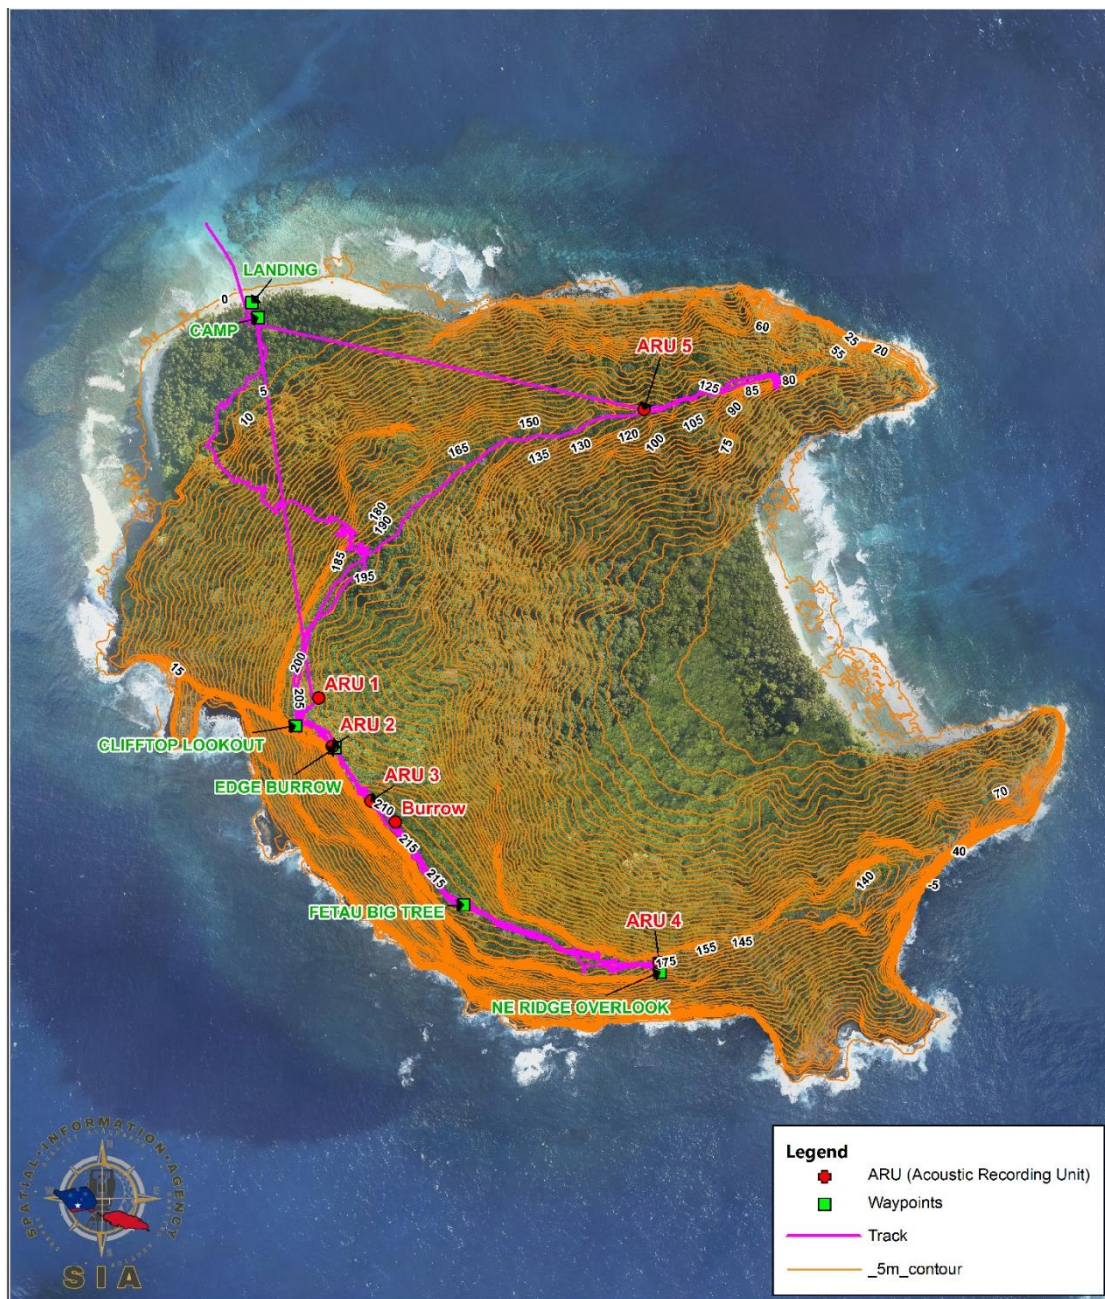 LANDING
0
CAMP
60
25
55
20
ARU 5
125
80
85
5
90
10
150
105
120
100
165
130
75
135
180
190
185
195
200
15
205
ARU 1
ARU 2
CLIFFTOP LOOKOUT
EDGE BURROW
ARU 3
210
Burrow
70
215
40
215
140
-5
FETAU BIG TREE
ARU 4
155
145
175
NE RIDGE OVERLOOK
Legend
ARU (Acoustic Recording Unit)
Waypoints
Track
_5m_contour
SPATIAL·INFORMATION·AGENCY
SIA